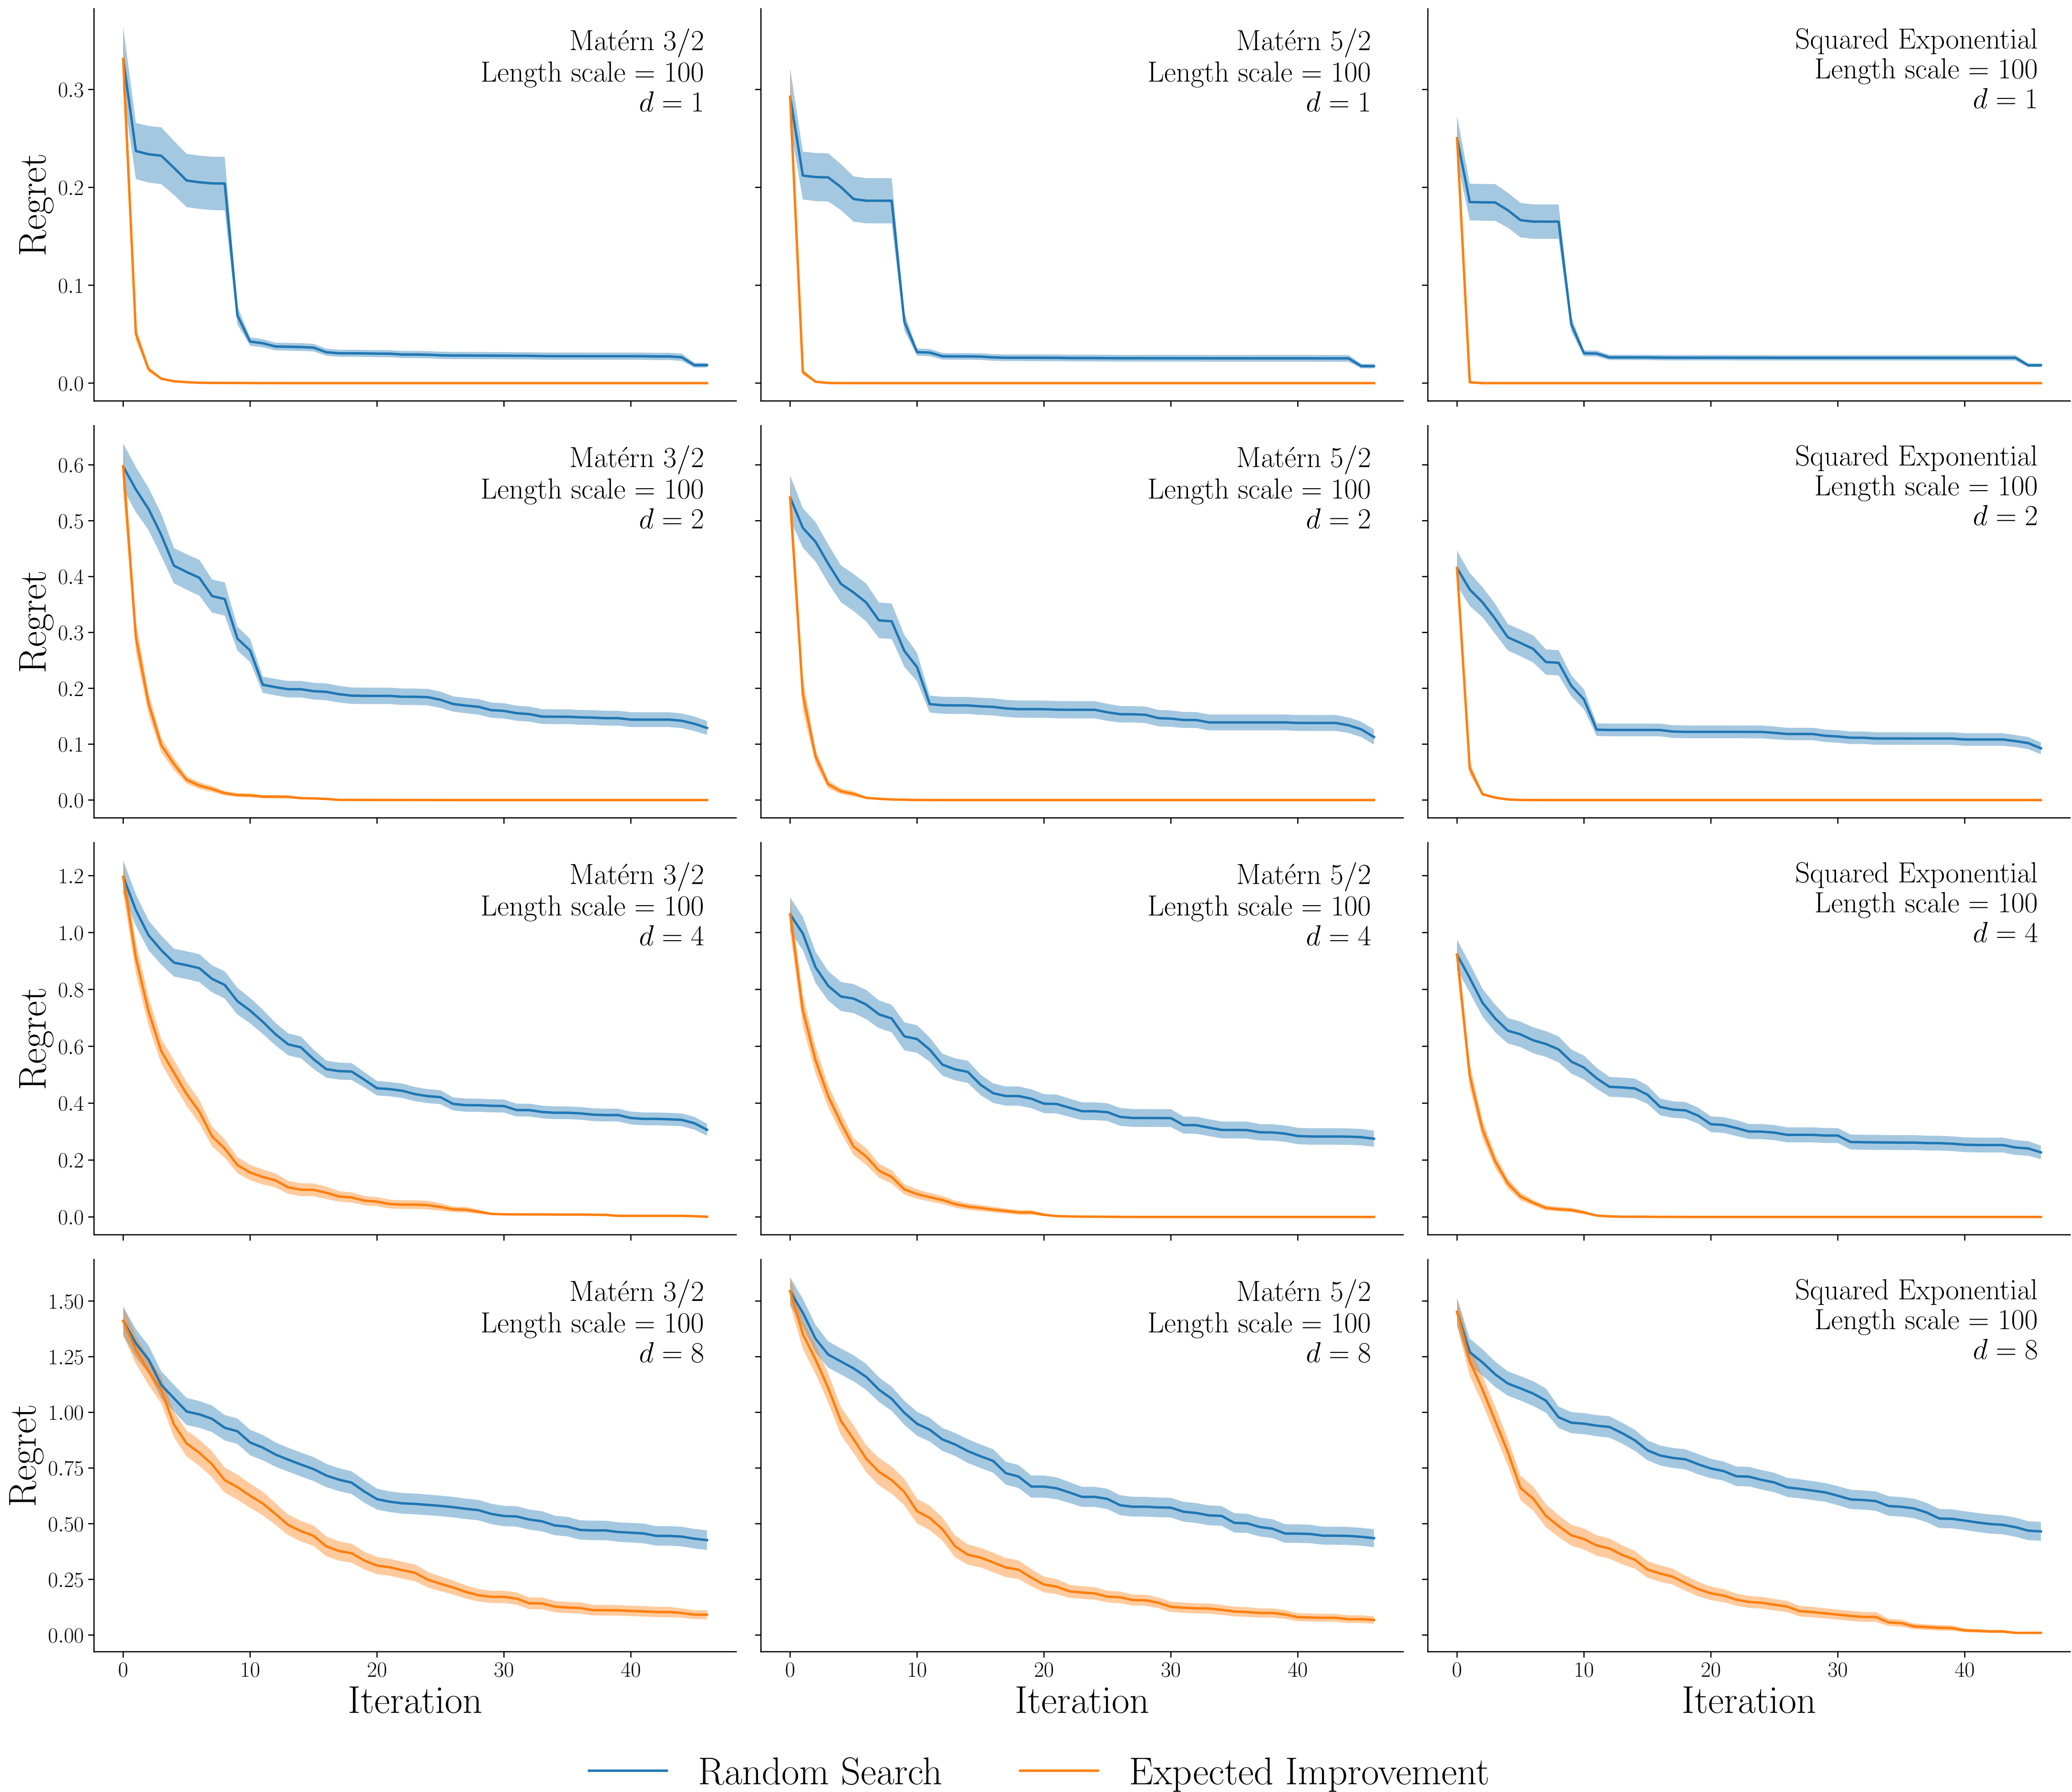 Matérn 3/2
Length scale = 100
d = 1
Matérn 5/2
Length scale = 100
d = 1
Squared Exponential
Length scale = 100
d = 1
Regret
0.3
0.2
0.1
0.0
Matérn 3/2
Length scale = 100
d = 2
Matérn 5/2
Length scale = 100
d = 2
Squared Exponential
Length scale = 100
d = 2
Regret
0.6
0.5
0.4
0.3
0.2
0.1
0.0
Matérn 3/2
Length scale = 100
d = 4
Matérn 5/2
Length scale = 100
d = 4
Squared Exponential
Length scale = 100
d = 4
Regret
1.2
1.0
0.8
0.6
0.4
0.2
0.0
Matérn 3/2
Length scale = 100
d = 8
Matérn 5/2
Length scale = 100
d = 8
Squared Exponential
Length scale = 100
d = 8
Regret
1.50
1.25
1.00
0.75
0.50
0.25
0.00
0 10 20 30 40
0 10 20 30 40
0 10 20 30 40
Iteration
Iteration
Iteration
Random Search
Expected Improvement